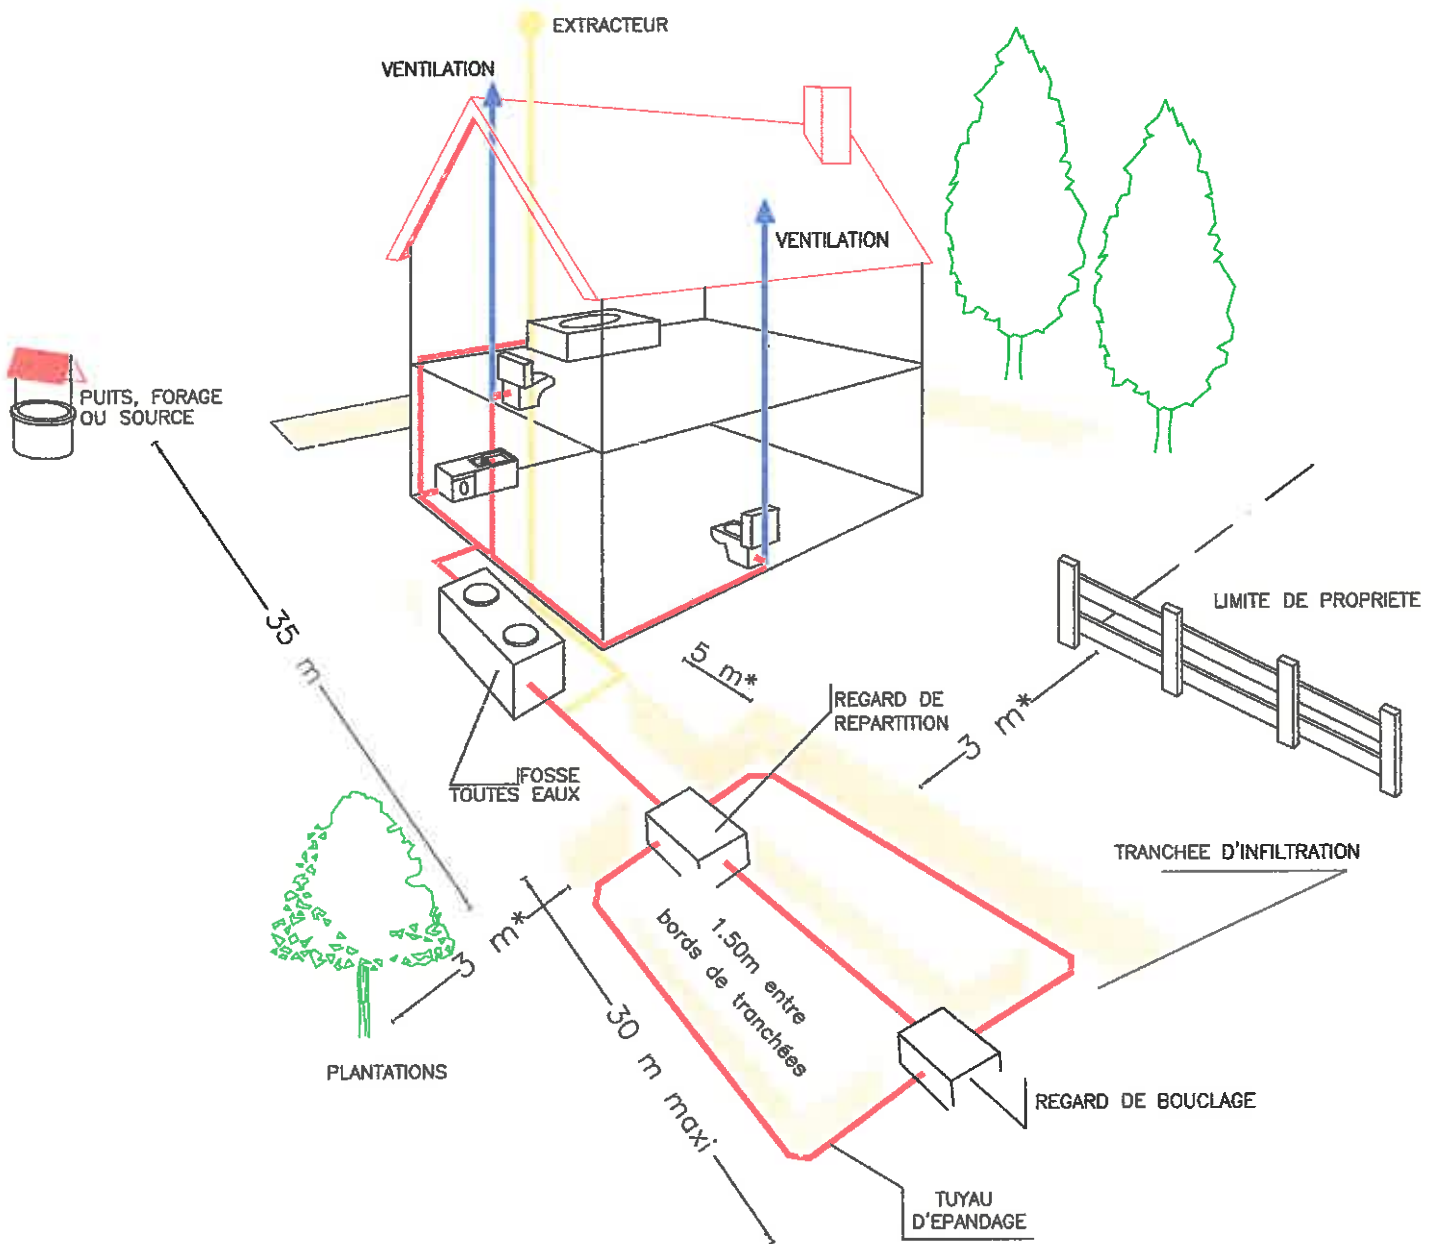 EXTRACTEUR
VENTILATION
VENTILATION
PUITS, FORAGE
OU SOURCE
LIMITE DE PROPRIETE
35 m
5 m*
REGARD DE
REPARTITION
3 m*
FOSSE
TOUTES EAUX
TRANCHEE D'INFILTRATION
3 m*
1.50m entre
bords de tranchées
30 m maxi
PLANTATIONS
REGARD DE BOUCLAGE
TUYAU
D'EPANDAGE